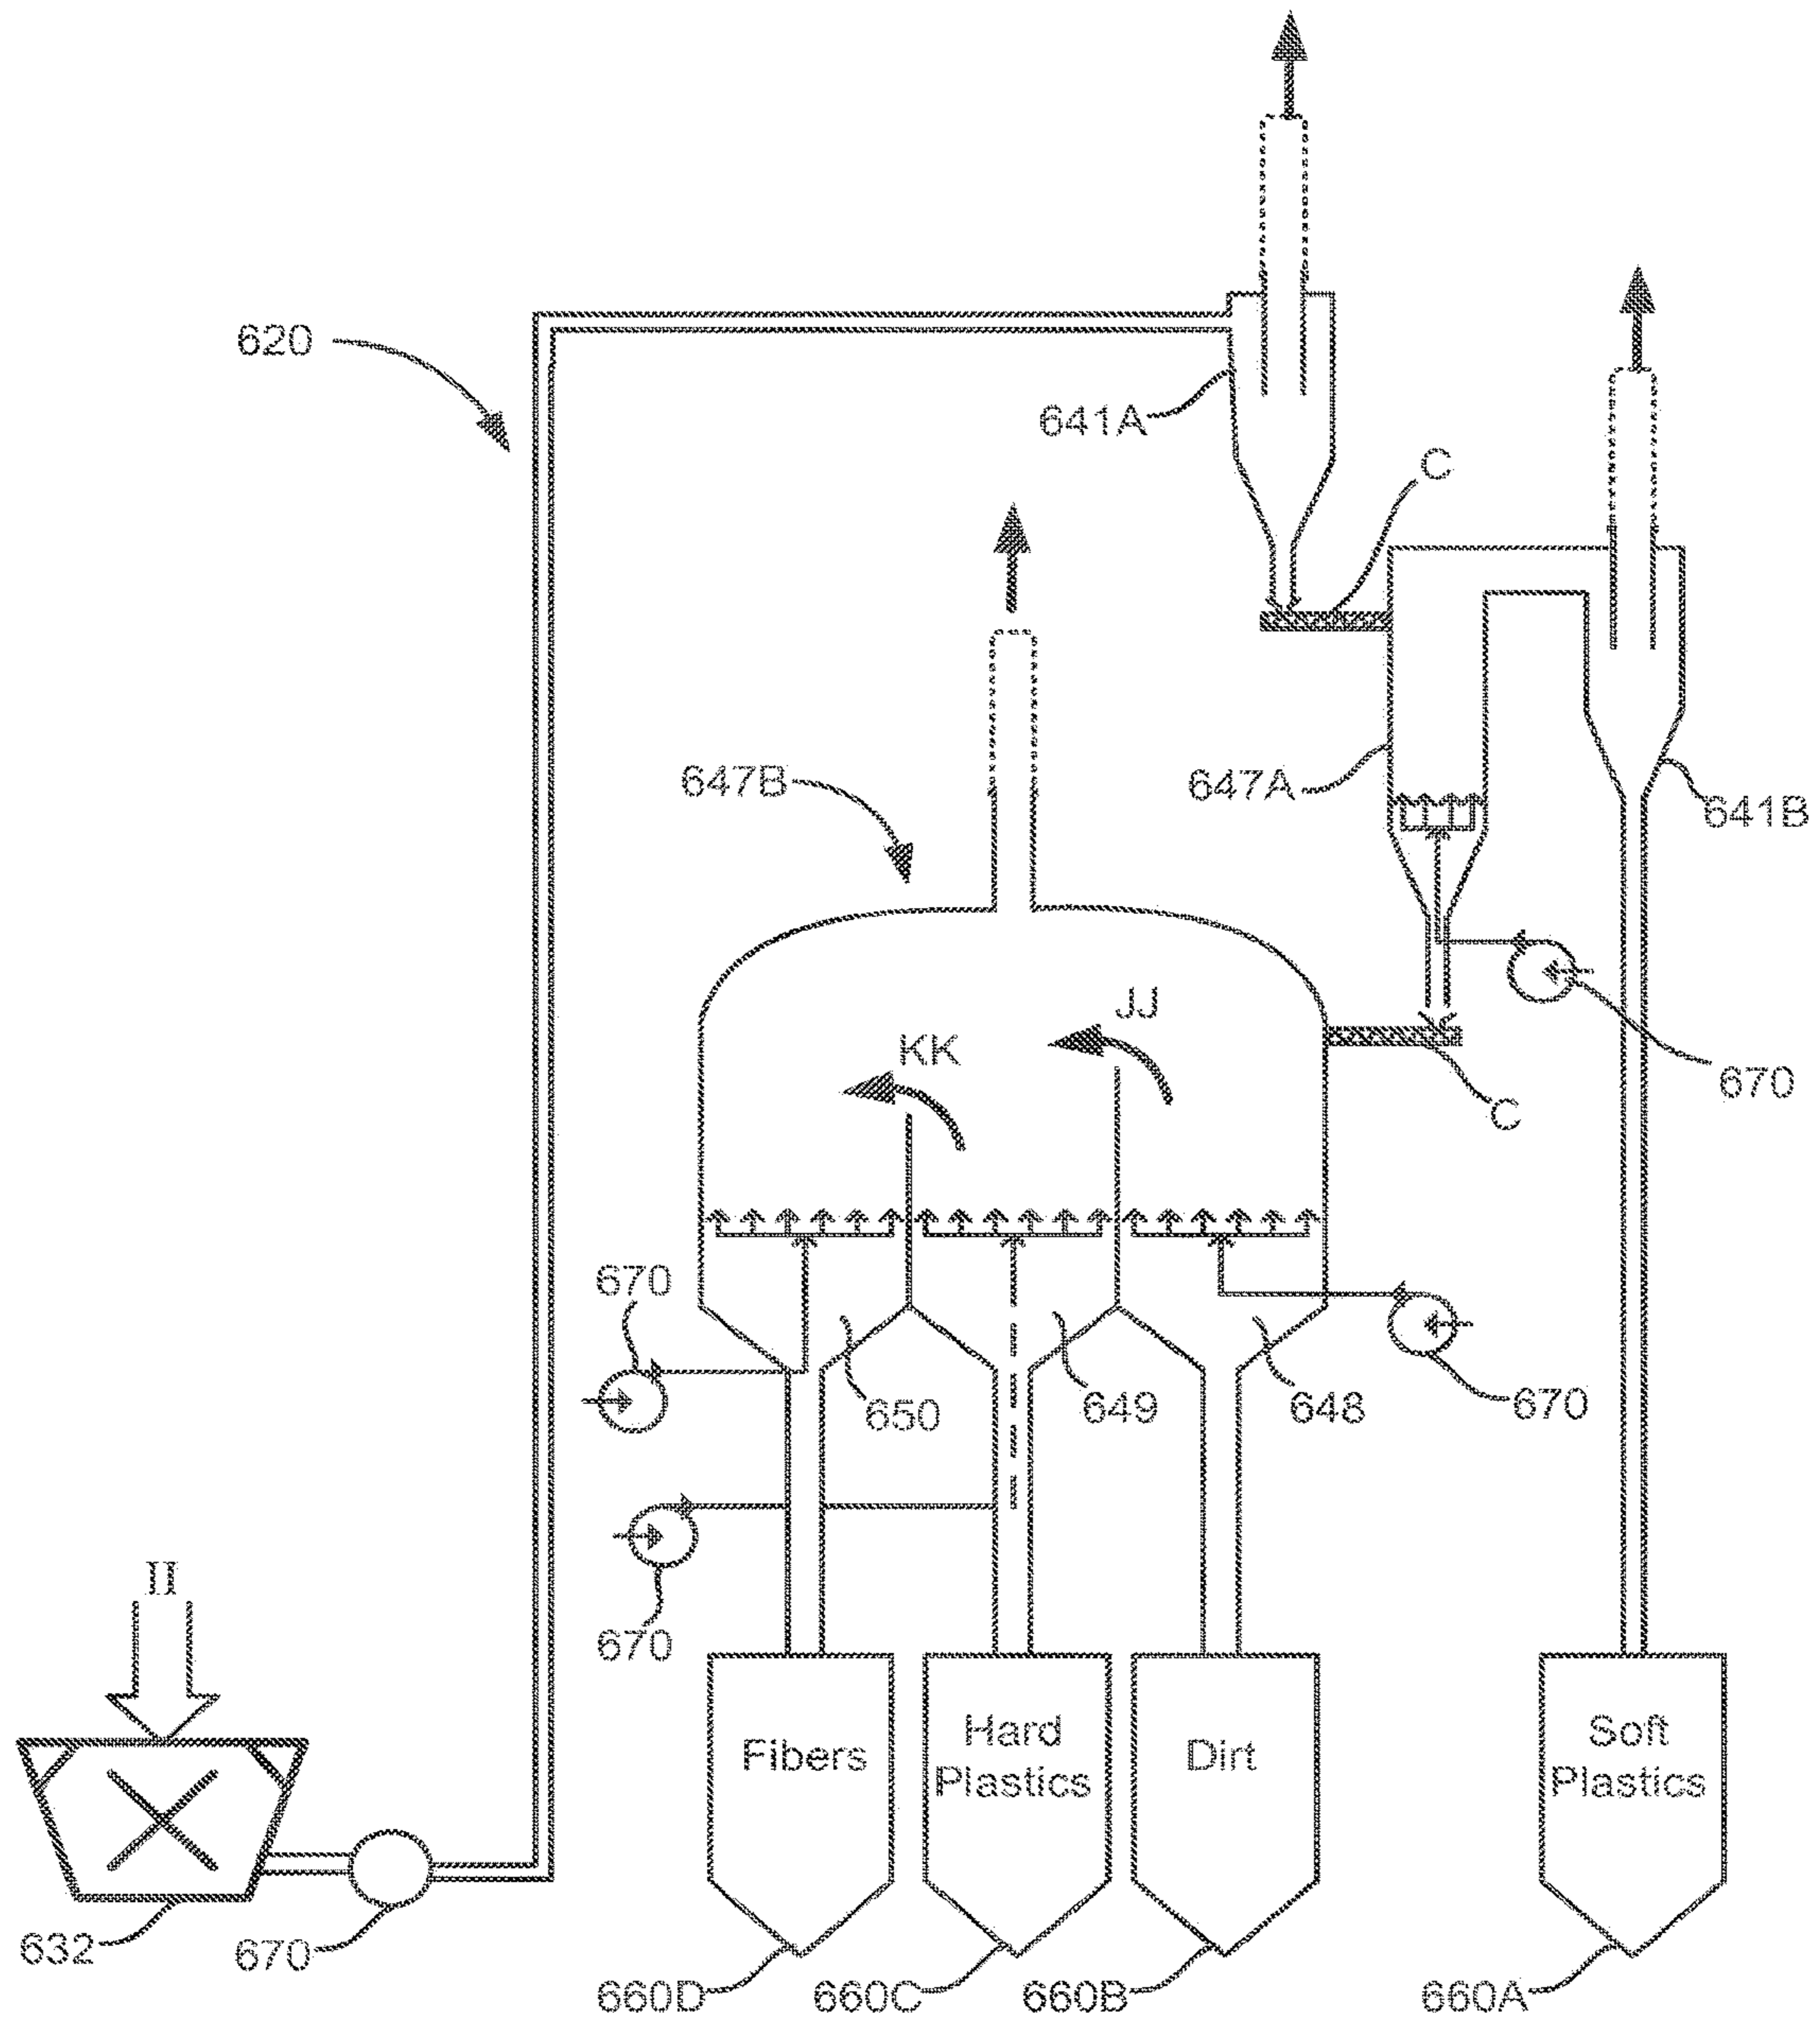 620
641A
C
647B
647A
641B
JJ
KK
670
C
670
650
649
648
670
II
670
Fibers
Hard
Plastics
Dirt
Soft
Plastics
632
670
660D
660C
660B
660A